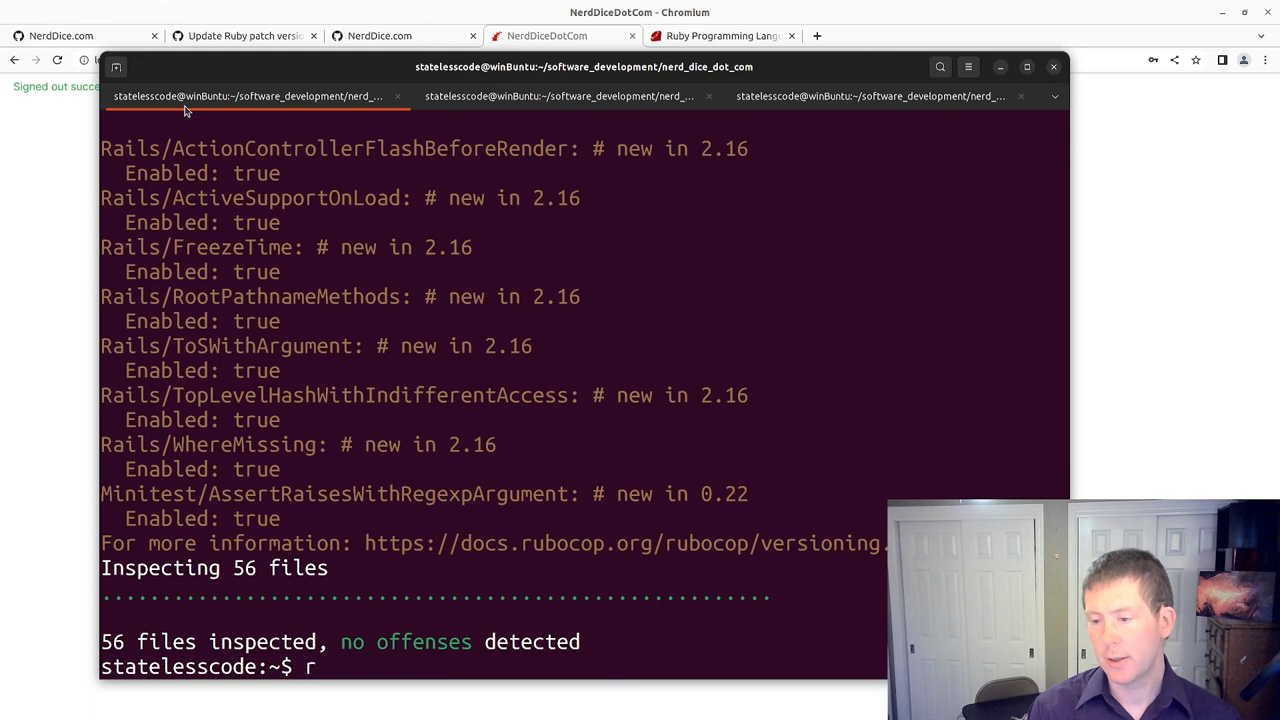 NerdDiceDotCom - Chromium
NerdDice.com
Update Ruby patch versio
NerdDice.com
NerdDiceDotCom
Ruby Programming Lang
statelesscode@winBuntu:~/software_development/nerd_dice_dot_com
Signed out succe
statelesscode@winBuntu:~/software_development/nerd_...
statelesscode@winBuntu:~/software_development/nerd_...
statelesscode@winBuntu:~/software_development/nerd_...
Rails/ActionControllerFlashBeforeRender: # new in 2.16
Enabled: true
Rails/ActiveSupportOnLoad: # new in 2.16
Enabled: true
Rails/FreezeTime: # new in 2.16
Enabled: true
Rails/RootPathnameMethods: # new in 2.16
Enabled: true
Rails/ToSWithArgument: # new in 2.16
Enabled: true
Rails/TopLevelHashWithIndifferentAccess: # new in 2.16
Enabled: true
Rails/WhereMissing: # new in 2.16
Enabled: true
Minitest/AssertRaisesWithRegexpArgument: # new in 0.22
Enabled: true
For more information: https://docs.rubocop.org/rubocop/versioning.
Inspecting 56 files
........................................................
56 files inspected, no offenses detected
statelesscode:~$ r